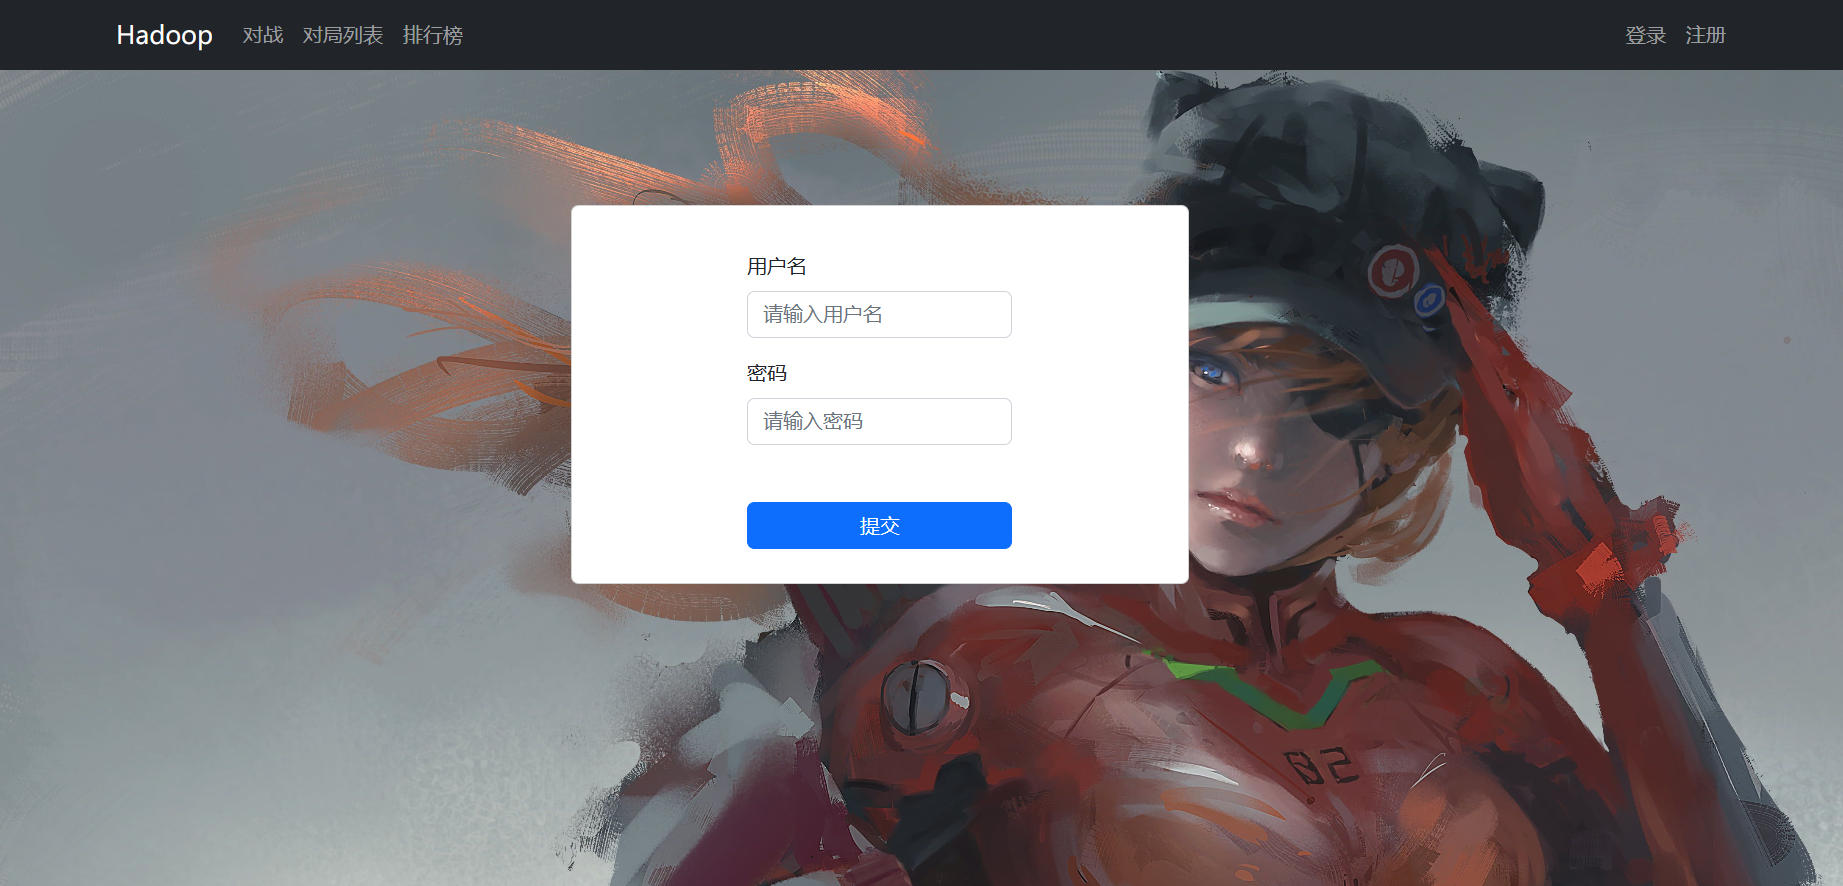 Hadoop 对战 对局列表 排行榜 登录 注册
用户名
请输入用户名
密码
请输入密码
提交
02